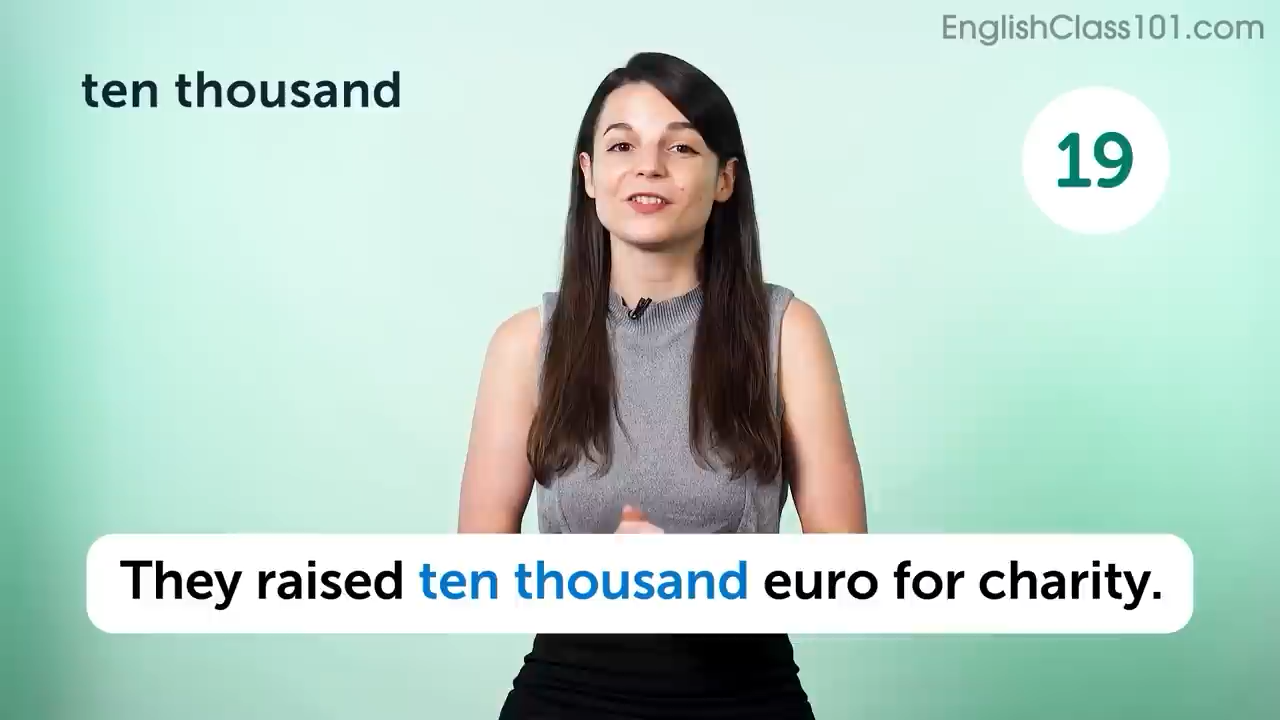 EnglishClass101.com
ten thousand
19
They raised ten thousand euro for charity.